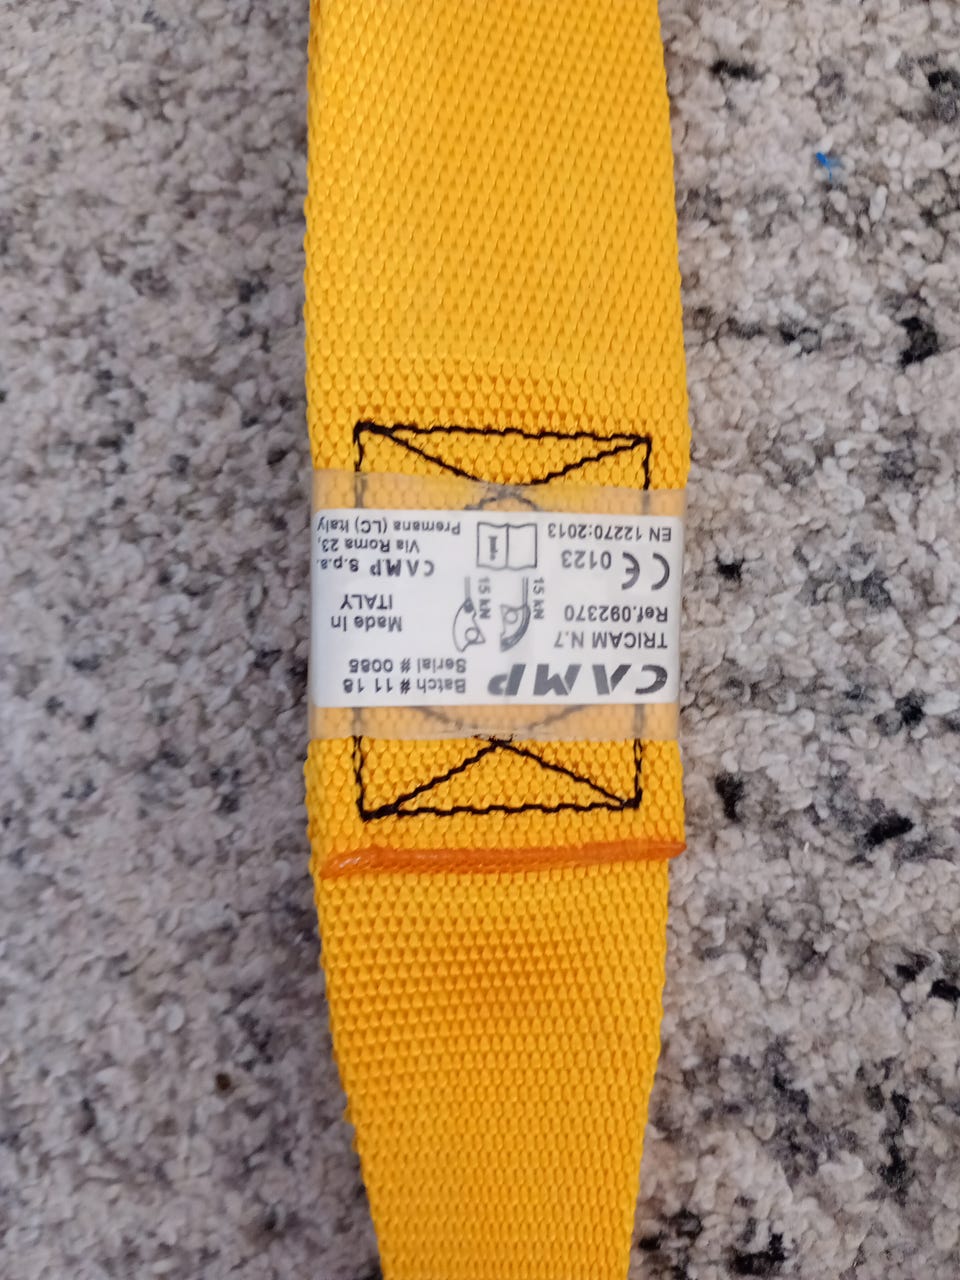 CAMP
TRICAM N.7
Ref.092370
CE 0123
EN 12270:2013
Batch # 11 18
Serial # 0085
15 kN
15 kN
Made in
ITALY
CAMP s.p.a.
Via Roma 23,
Premana (LC) Italy